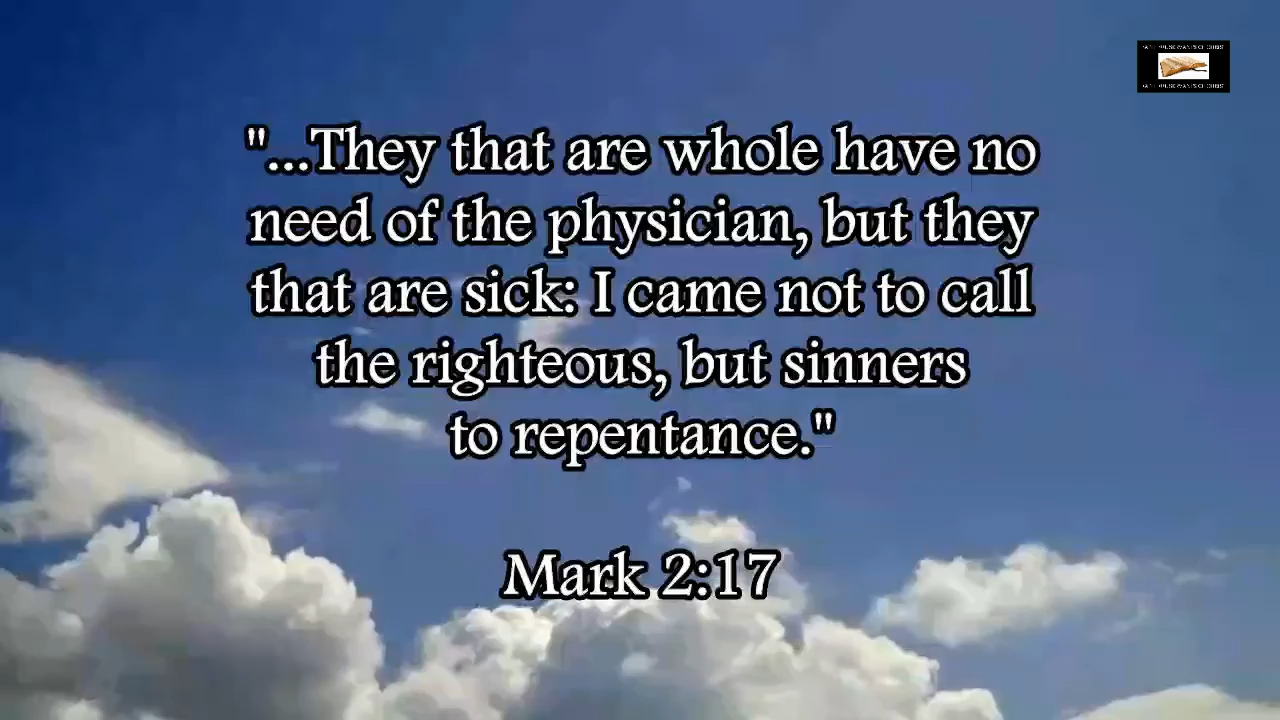 "...They that are whole have no
need of the physician, but they
that are sick: I came not to call
the righteous, but sinners
to repentance."
Mark 2:17